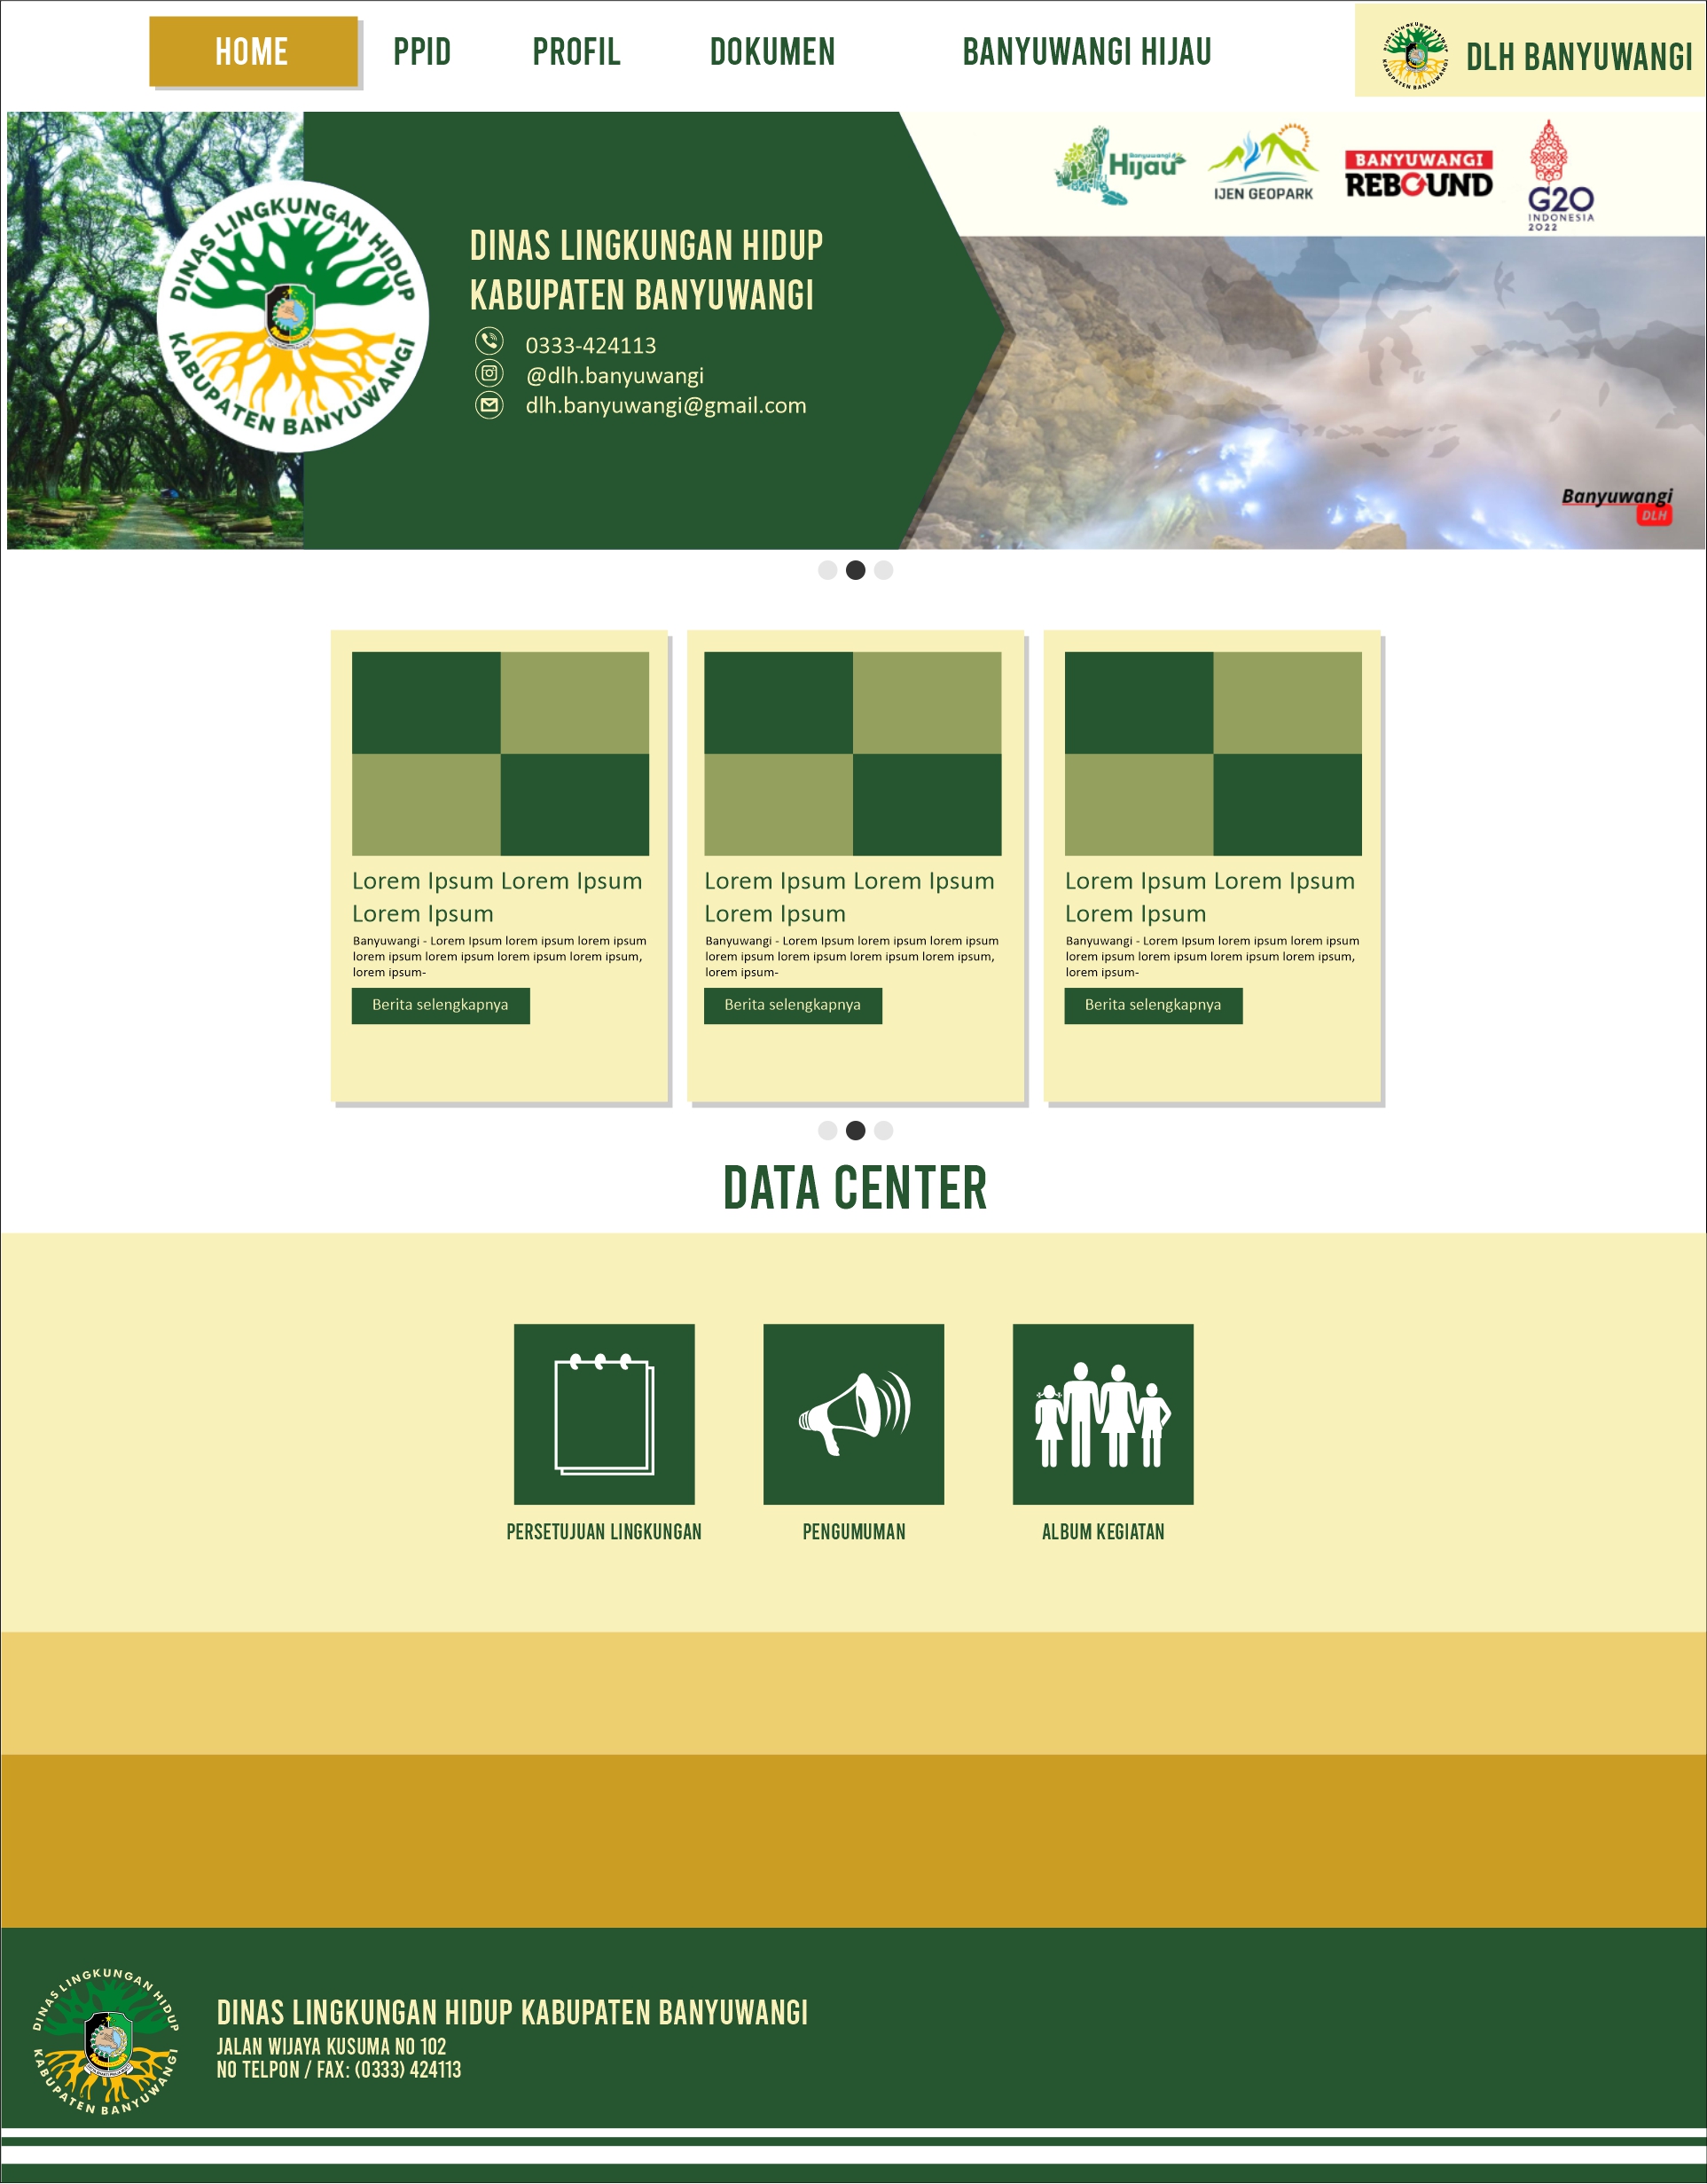 HOME
PPID
PROFIL
DOKUMEN
BANYUWANGI HIJAU
DINAS LINGKUNGAN HIDUP
KABUPATEN BANYUWANGI
DLH BANYUWANGI
DINAS LINGKUNGAN HIDUP
KABUPATEN BANYUWANGI
DINAS LINGKUNGAN HIDUP
KABUPATEN BANYUWANGI
0333-424113
@dlh.banyuwangi
dlh.banyuwangi@gmail.com
Banyuwangi
Hijau
IJEN GEOPARK
BANYUWANGI
REBOUND
G20
INDONESIA
2022
Banyuwangi
DLH
Lorem Ipsum Lorem Ipsum
Lorem Ipsum
Banyuwangi - Lorem Ipsum lorem ipsum lorem ipsum
lorem ipsum lorem ipsum lorem ipsum lorem ipsum,
lorem ipsum-
Berita selengkapnya
Lorem Ipsum Lorem Ipsum
Lorem Ipsum
Banyuwangi - Lorem Ipsum lorem ipsum lorem ipsum
lorem ipsum lorem ipsum lorem ipsum lorem ipsum,
lorem ipsum-
Berita selengkapnya
Lorem Ipsum Lorem Ipsum
Lorem Ipsum
Banyuwangi - Lorem Ipsum lorem ipsum lorem ipsum
lorem ipsum lorem ipsum lorem ipsum lorem ipsum,
lorem ipsum-
Berita selengkapnya
DATA CENTER
PERSETUJUAN LINGKUNGAN
PENGUMUMAN
ALBUM KEGIATAN
DINAS LINGKUNGAN HIDUP
KABUPATEN BANYUWANGI
DINAS LINGKUNGAN HIDUP KABUPATEN BANYUWANGI
JALAN WIJAYA KUSUMA NO 102
NO TELPON / FAX: (0333) 424113